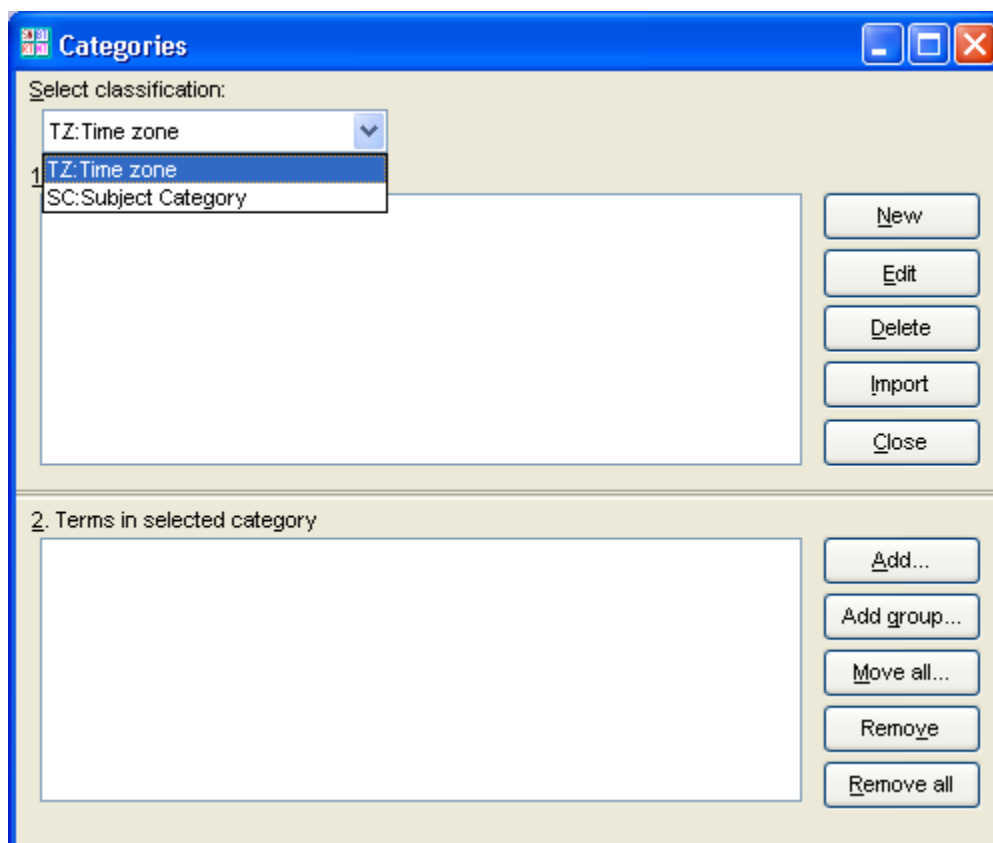 Categories
Select classification:
TZ:Time zone
TZ:Time zone
SC:Subject Category
1
New
Edit
Delete
Import
Close
2. Terms in selected category
Add...
Add group...
Move all...
Remove
Remove all